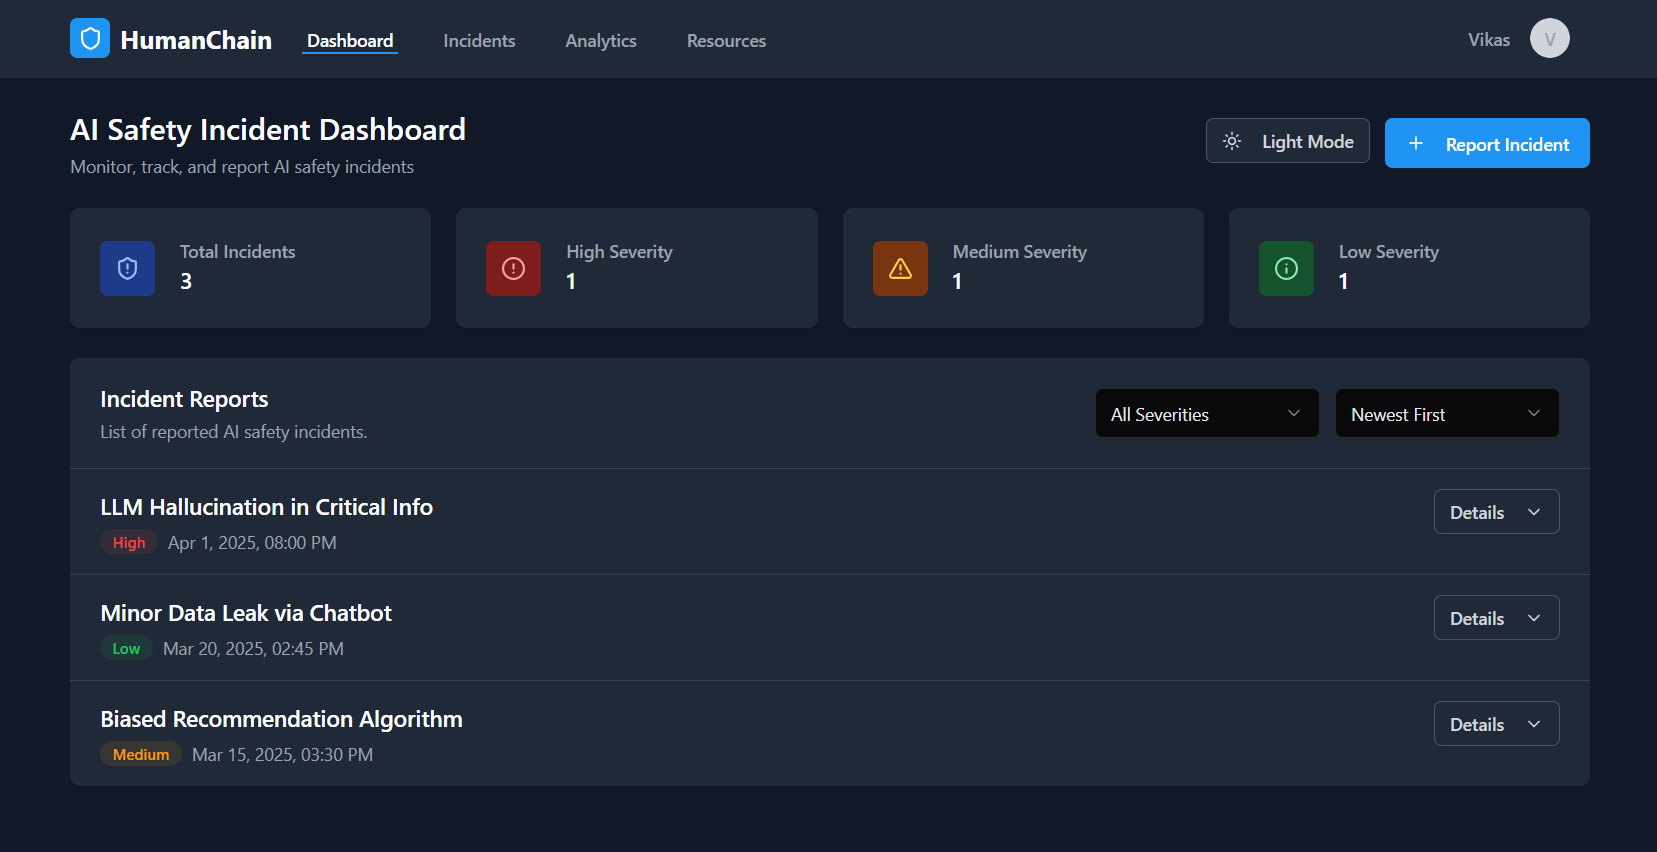 HumanChain
Dashboard
Incidents
Analytics
Resources
Vikas
V
AI Safety Incident Dashboard
Monitor, track, and report AI safety incidents
Light Mode
+ Report Incident
Total Incidents
3
High Severity
1
Medium Severity
1
Low Severity
1
Incident Reports
List of reported AI safety incidents.
All Severities
Newest First
LLM Hallucination in Critical Info
High Apr 1, 2025, 08:00 PM
Details
Minor Data Leak via Chatbot
Low Mar 20, 2025, 02:45 PM
Details
Biased Recommendation Algorithm
Medium Mar 15, 2025, 03:30 PM
Details